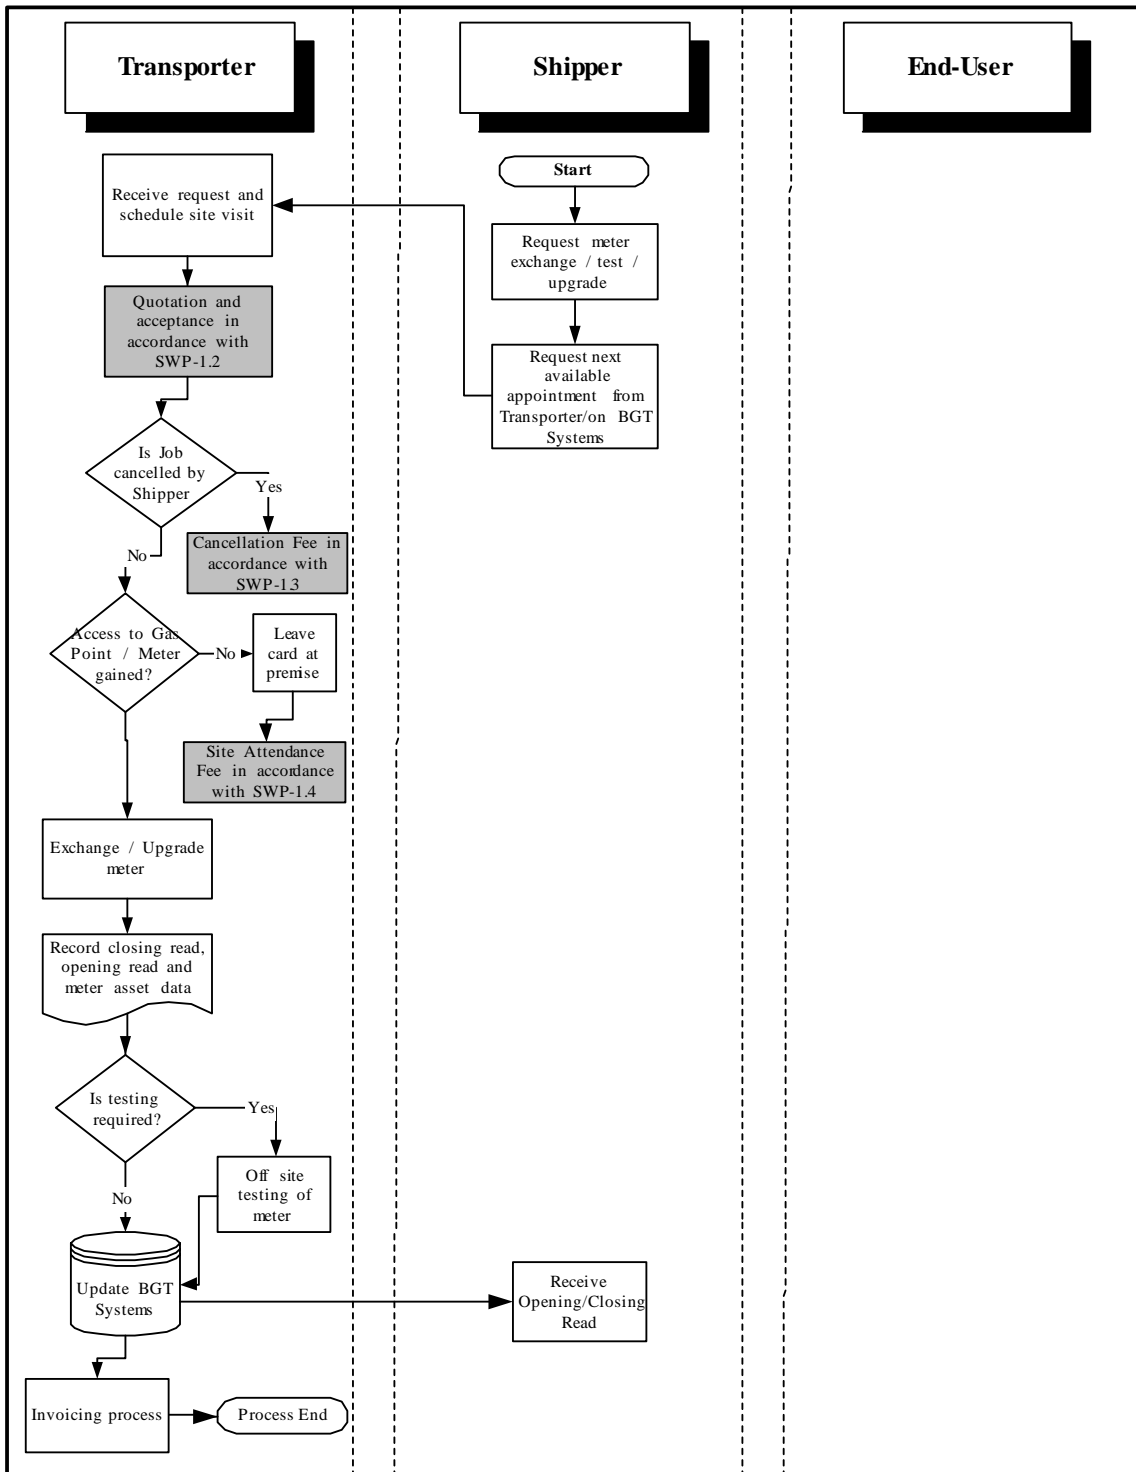 Transporter
Shipper
End-User
Receive request and
schedule site visit
Start
Request meter
exchange / test /
upgrade
Quotation and
acceptance in
accordance with
SWP-1.2
Request next
available
appointment from
Transporter/on BGT
Systems
Is Job
cancelled by
Shipper
Yes
No
Cancellation Fee in
accordance with
SWP-1.3
Access to Gas
Point / Meter
gained?
No
Leave
card at
premise
Site Attendance
Fee in accordance
with SWP-1.4
Exchange / Upgrade
meter
Record closing read,
opening read and
meter asset data
Is testing
required?
Yes
No
Off site
testing of
meter
Update BGT
Systems
Receive
Opening/Closing
Read
Invoicing process
Process End